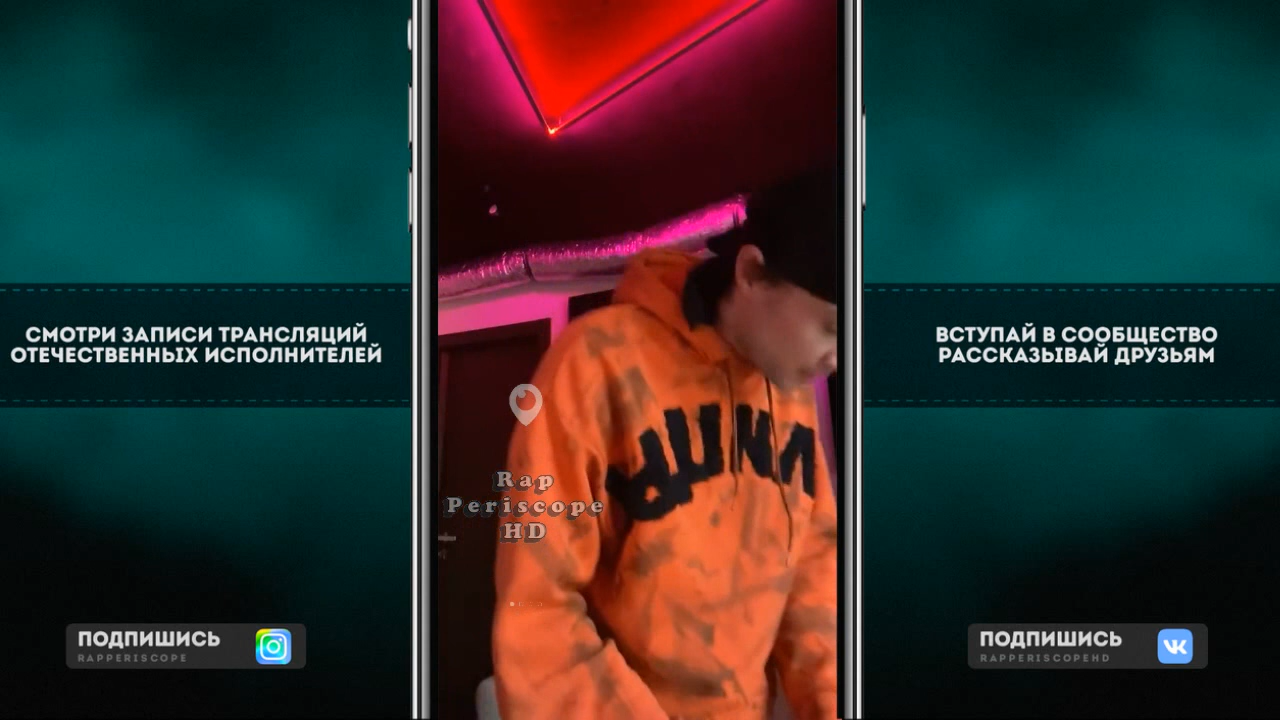 СМОТРИ ЗАПИСИ ТРАНСЛЯЦИЙ
ОТЕЧЕСТВЕННЫХ ИСПОЛНИТЕЛЕЙ
ВСТУПАЙ В СООБЩЕСТВО
РАССКАЗЫВАЙ ДРУЗЬЯМ
Rap
Periscope
HD
ПОДПИШИСЬ
RAPPERISCOPE
ПОДПИШИСЬ
RAPPERISCOPEHD